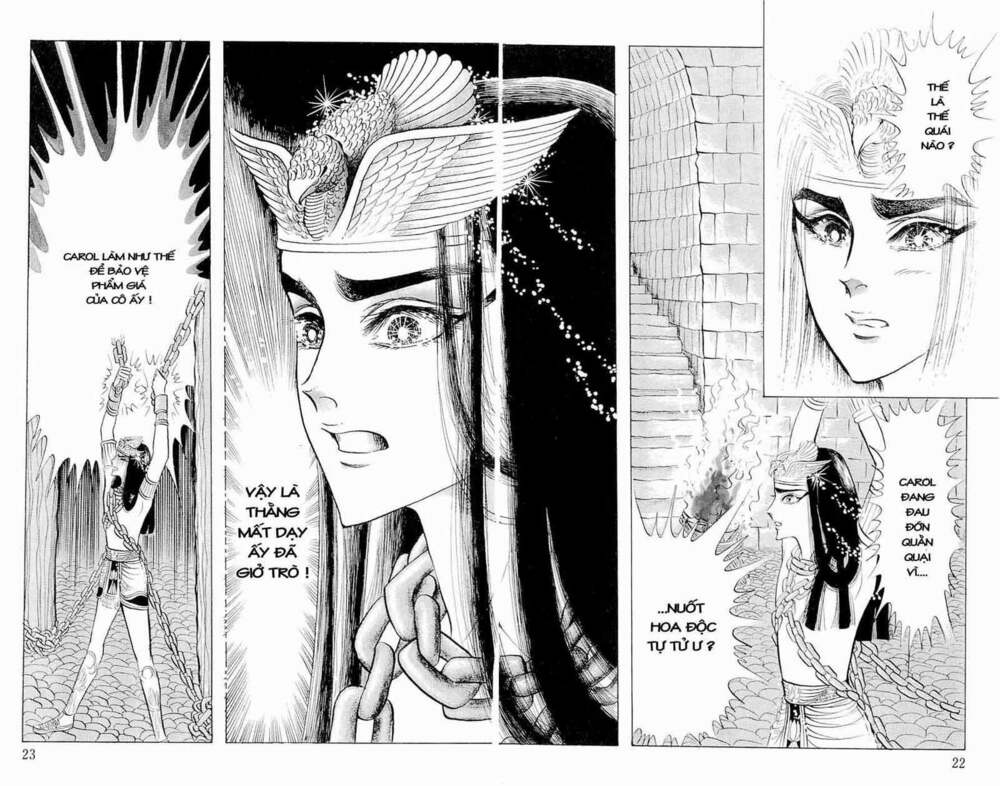 THẾ
LÀ
THẾ
QUÁI
NÀO ?
CAROL
ĐANG
ĐAU
ĐỚN
QUẰN
QUẠI
VÌ....
...NUỐT
HOA ĐỘC
TỰ TỬ Ư ?
22
VẬY LÀ
THẰNG
MẤT DẠY
ẤY ĐÃ
GIỞ TRÒ !
CAROL LÀM NHƯ THẾ
ĐỂ BẢO VỆ
PHẨM GIÁ
CỦA CÔ ẤY !
23